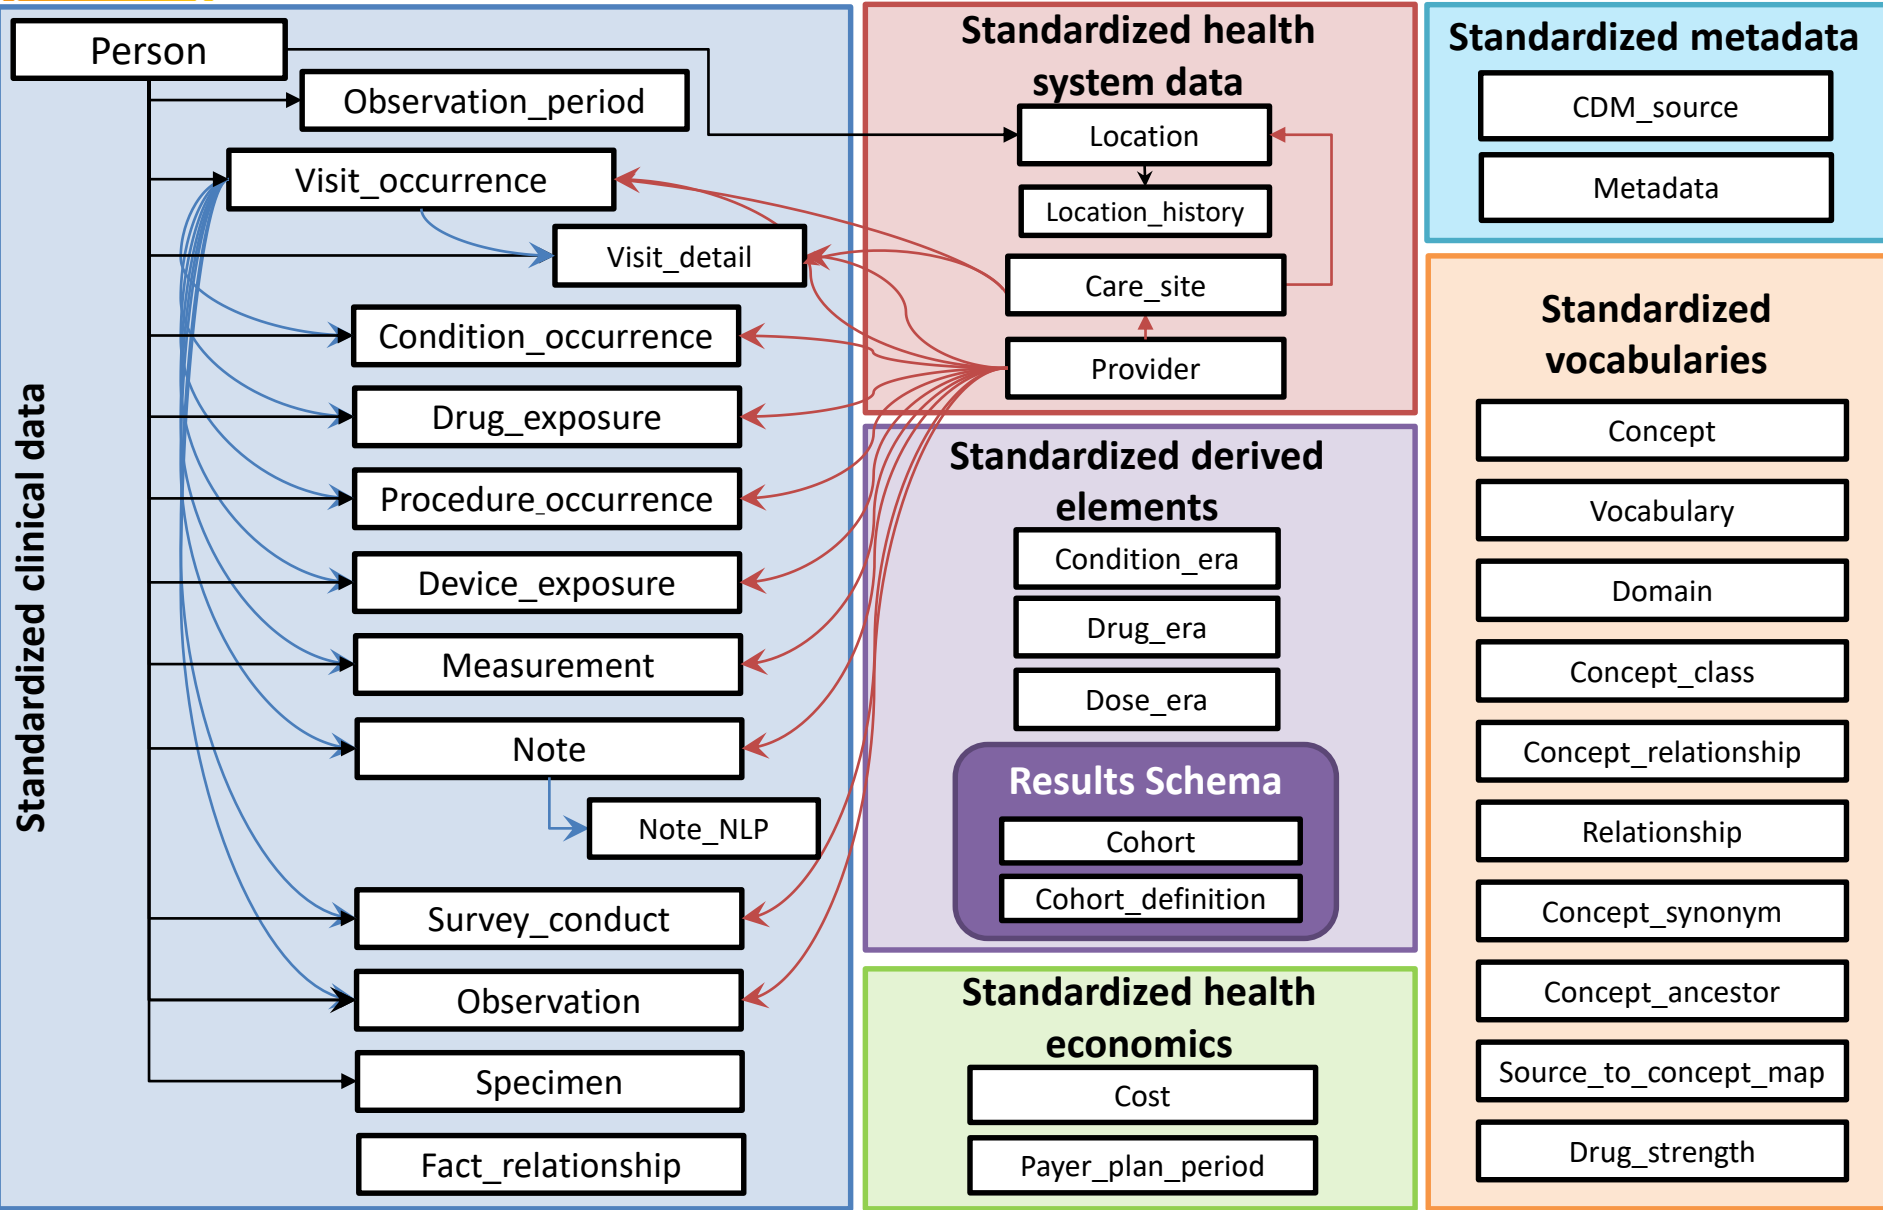 Standardized clinical data
Person
Observation_period
Visit_occurrence
Visit_detail
Condition_occurrence
Drug_exposure
Procedure_occurrence
Device_exposure
Measurement
Note
Note_NLP
Survey_conduct
Observation
Specimen
Fact_relationship
Standardized health
system data
Location
Location_history
Care_site
Provider
Standardized derived
elements
Condition_era
Drug_era
Dose_era
Results Schema
Cohort
Cohort_definition
Standardized health
economics
Cost
Payer_plan_period
Standardized metadata
CDM_source
Metadata
Standardized
vocabularies
Concept
Vocabulary
Domain
Concept_class
Concept_relationship
Relationship
Concept_synonym
Concept_ancestor
Source_to_concept_map
Drug_strength